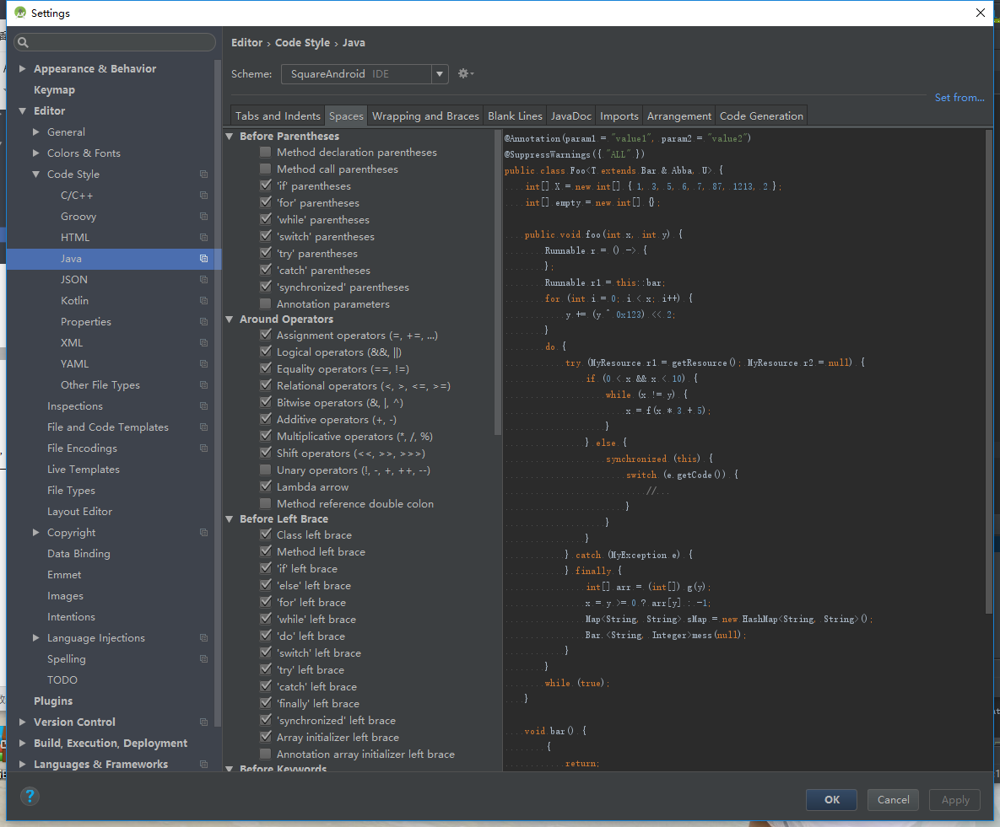 Settings
Editor › Code Style › Java
Scheme: SquareAndroid IDE
Set from...
Appearance & Behavior
Keymap
Editor
General
Colors & Fonts
Code Style
C/C++
Groovy
HTML
Java
JSON
Kotlin
Properties
XML
YAML
Other File Types
Inspections
File and Code Templates
File Encodings
Live Templates
File Types
Layout Editor
Copyright
Data Binding
Emmet
Images
Intentions
Language Injections
Spelling
TODO
Plugins
Version Control
Build, Execution, Deployment
Languages & Frameworks
Tabs and Indents Spaces Wrapping and Braces Blank Lines JavaDoc Imports Arrangement Code Generation
Before Parentheses
Method declaration parentheses
Method call parentheses
'if' parentheses
'for' parentheses
'while' parentheses
'switch' parentheses
'try' parentheses
'catch' parentheses
'synchronized' parentheses
Annotation parameters
Around Operators
Assignment operators (=, +=, ...)
Logical operators (&&, ||)
Equality operators (==, !=)
Relational operators (<, >, <=, >=)
Bitwise operators (&, |, ^)
Additive operators (+, -)
Multiplicative operators (*, /, %)
Shift operators (<<, >>, >>>)
Unary operators (!, -, +, ++, --)
Lambda arrow
Method reference double colon
Before Left Brace
Class left brace
Method left brace
'if' left brace
'else' left brace
'for' left brace
'while' left brace
'do' left brace
'switch' left brace
'try' left brace
'catch' left brace
'finally' left brace
'synchronized' left brace
Array initializer left brace
Annotation array initializer left brace
Before Keywords
@Annotation(param1 = "value1", param2 = "value2")
@SuppressWarnings({ "ALL" })
public class Foo<T extends Bar & Abba, U> {
int[] X = new int[] { 1, 3, 5, 6, 7, 87, 1213, 2 };
int[] empty = new int[] {};
public void foo(int x, int y) {
Runnable r = () -> {
};
Runnable r1 = this::bar;
for (int i = 0; i < x; i++) {
y += (y ^ 0x123) << 2;
}
do {
try (MyResource r1 = getResource(); MyResource r2 = null) {
if (0 < x && x < 10) {
while (x != y) {
x = f(x * 3 + 5);
}
} else {
synchronized (this) {
switch (e.getCode()) {
//...
}
}
}
} catch (MyException e) {
} finally {
int[] arr = (int[]) g(y);
x = y >= 0 ? arr[y] : -1;
Map<String, String> sMap = new HashMap<String, String>();
Bar.<String, Integer>mess(null);
}
}
while (true);
}
void bar() {
{
return;
?
OK Cancel Apply